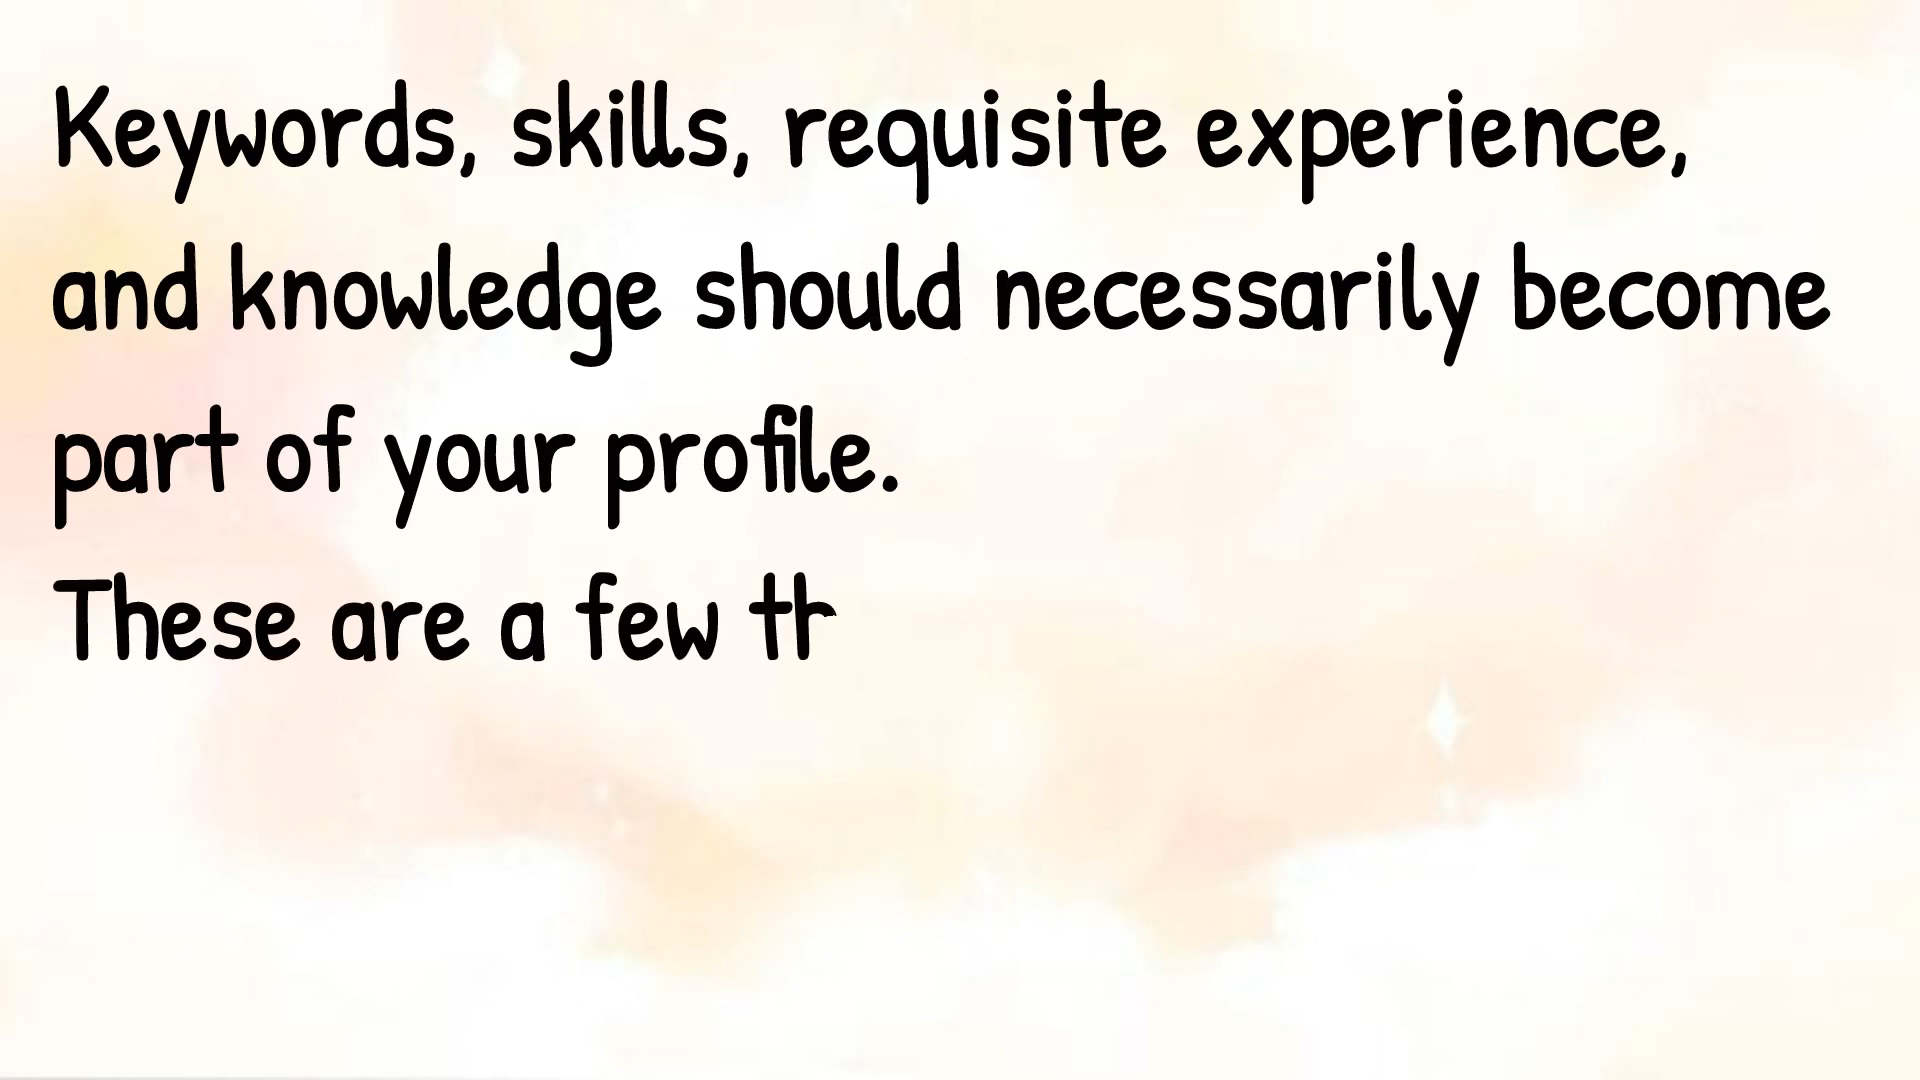 Keywords, skills, requisite experience,
and knowledge should necessarily become
part of your profile.
These are a few